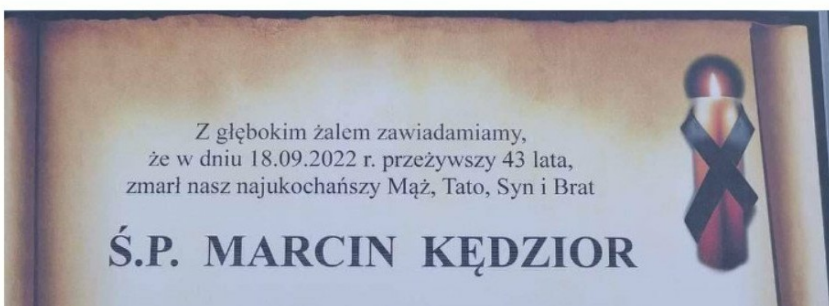 Z głębokim żalem zawiadamiamy,
że w dniu 18.09.2022 r. przeżywszy 43 lata,
zmarł nasz najukochańszy Mąż, Tato, Syn i Brat
Ś.P. MARCIN KĘDZIOR